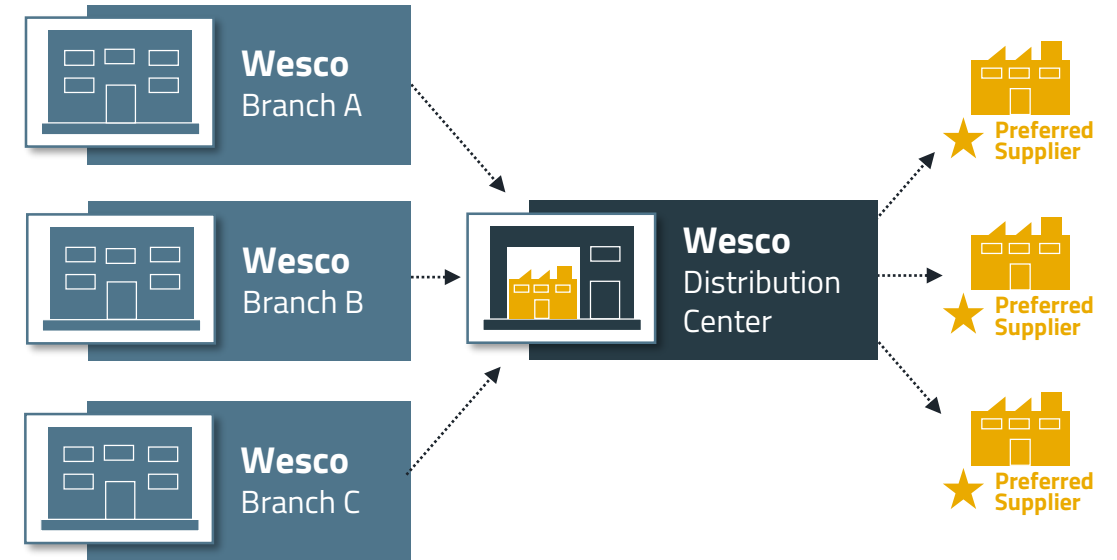 Wesco
Branch A
Wesco
Branch B
Wesco
Branch C
Wesco
Distribution
Center
Preferred
Supplier
Preferred
Supplier
Preferred
Supplier